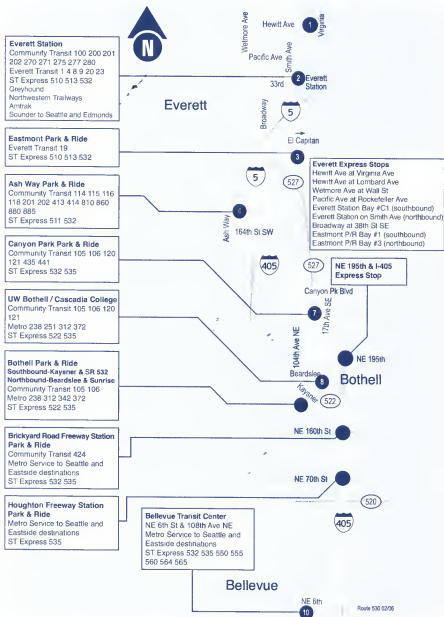 N
Wetmore Ave
Hewitt Ave
1
Virginia
Pacific Ave
Smith Ave
33rd
2
Everett
Station
Everett
Broadway
5
El Capitan
3
5
527
4
Ash Way
164th St SW
405
527
Canyon Pk Blvd
7
17th Ave SE
104th Ave NE
NE 195th
Bothell
Beardslee
8
Kaysner
522
NE 160th St
NE 70th St
520
405
Bellevue
NE 6th
10
Route 530 02/06
Everett Station
Community Transit 100 200 201
202 270 271 275 277 280
Everett Transit 1 4 8 9 20 23
ST Express 510 513 532
Greyhound
Northwestern Trailways
Amtrak
Sounder to Seattle and Edmonds
Eastmont Park & Ride
Everett Transit 19
ST Express 510 513 532
Everett Express Stops
Hewitt Ave at Virginia Ave
Hewitt Ave at Lombard Ave
Wetmore Ave at Wall St
Pacific Ave at Rockefeller Ave
Everett Station Bay #C1 (southbound)
Everett Station on Smith Ave (northbound)
Broadway at 38th St SE
Eastmont P/R Bay #1 (southbound)
Eastmont P/R Bay #3 (northbound)
Ash Way Park & Ride
Community Transit 114 115 116
118 201 202 413 414 810 860
880 885
ST Express 511 532
Canyon Park Park & Ride
Community Transit 105 106 120
121 435 441
ST Express 532 535
NE 195th & I-405
Express Stop
UW Bothell / Cascadia College
Community Transit 105 106 120
121
Metro 238 251 312 372
ST Express 522 535
Bothell Park & Ride
Southbound-Kaysner & SR 532
Northbound-Beardslee & Sunrise
Community Transit 105 106
Metro 238 312 342 372
ST Express 522 535
Brickyard Road Freeway Station
Park & Ride
Community Transit 424
Metro Service to Seattle and
Eastside destinations
ST Express 532 535
Houghton Freeway Station
Park & Ride
Metro Service to Seattle and
Eastside destinations
ST Express 535
Bellevue Transit Center
NE 6th St & 108th Ave NE
Metro Service to Seattle and
Eastside destinations
ST Express 532 535 550 555
560 564 565